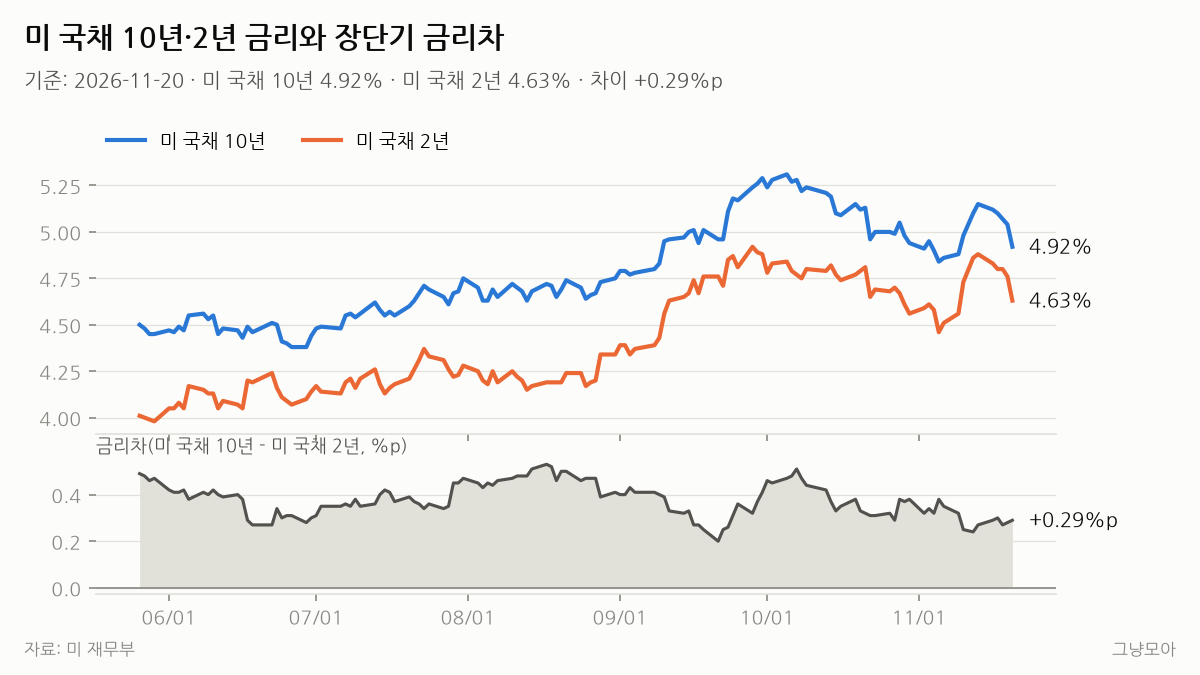 미 국채 10년·2년 금리와 장단기 금리차
기준: 2026-11-20 · 미 국채 10년 4.92% · 미 국채 2년 4.63% · 차이 +0.29%p
미 국채 10년 미 국채 2년
5.25
5.00
4.92%
4.75
4.63%
4.50
4.25
4.00
금리차(미 국채 10년 - 미 국채 2년, %p)
0.4
+0.29%p
0.2
0.0
06/01 07/01 08/01 09/01 10/01 11/01
자료: 미 재무부 그냥모아